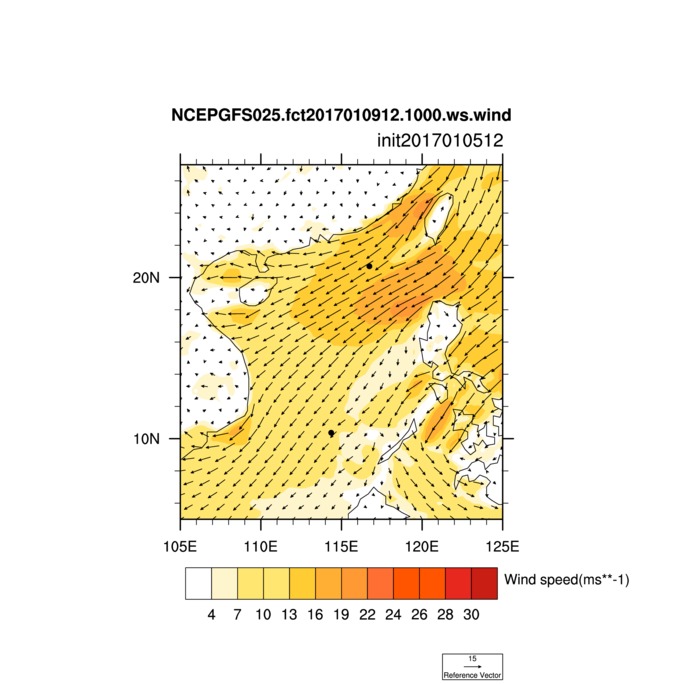 NCEPGFS025.fct2017010912.1000.ws.wind
init2017010512
20N
10N
105E 110E 115E 120E 125E
Wind speed(ms**-1)
4 7 10 13 16 19 22 24 26 28 30
15
Reference Vector